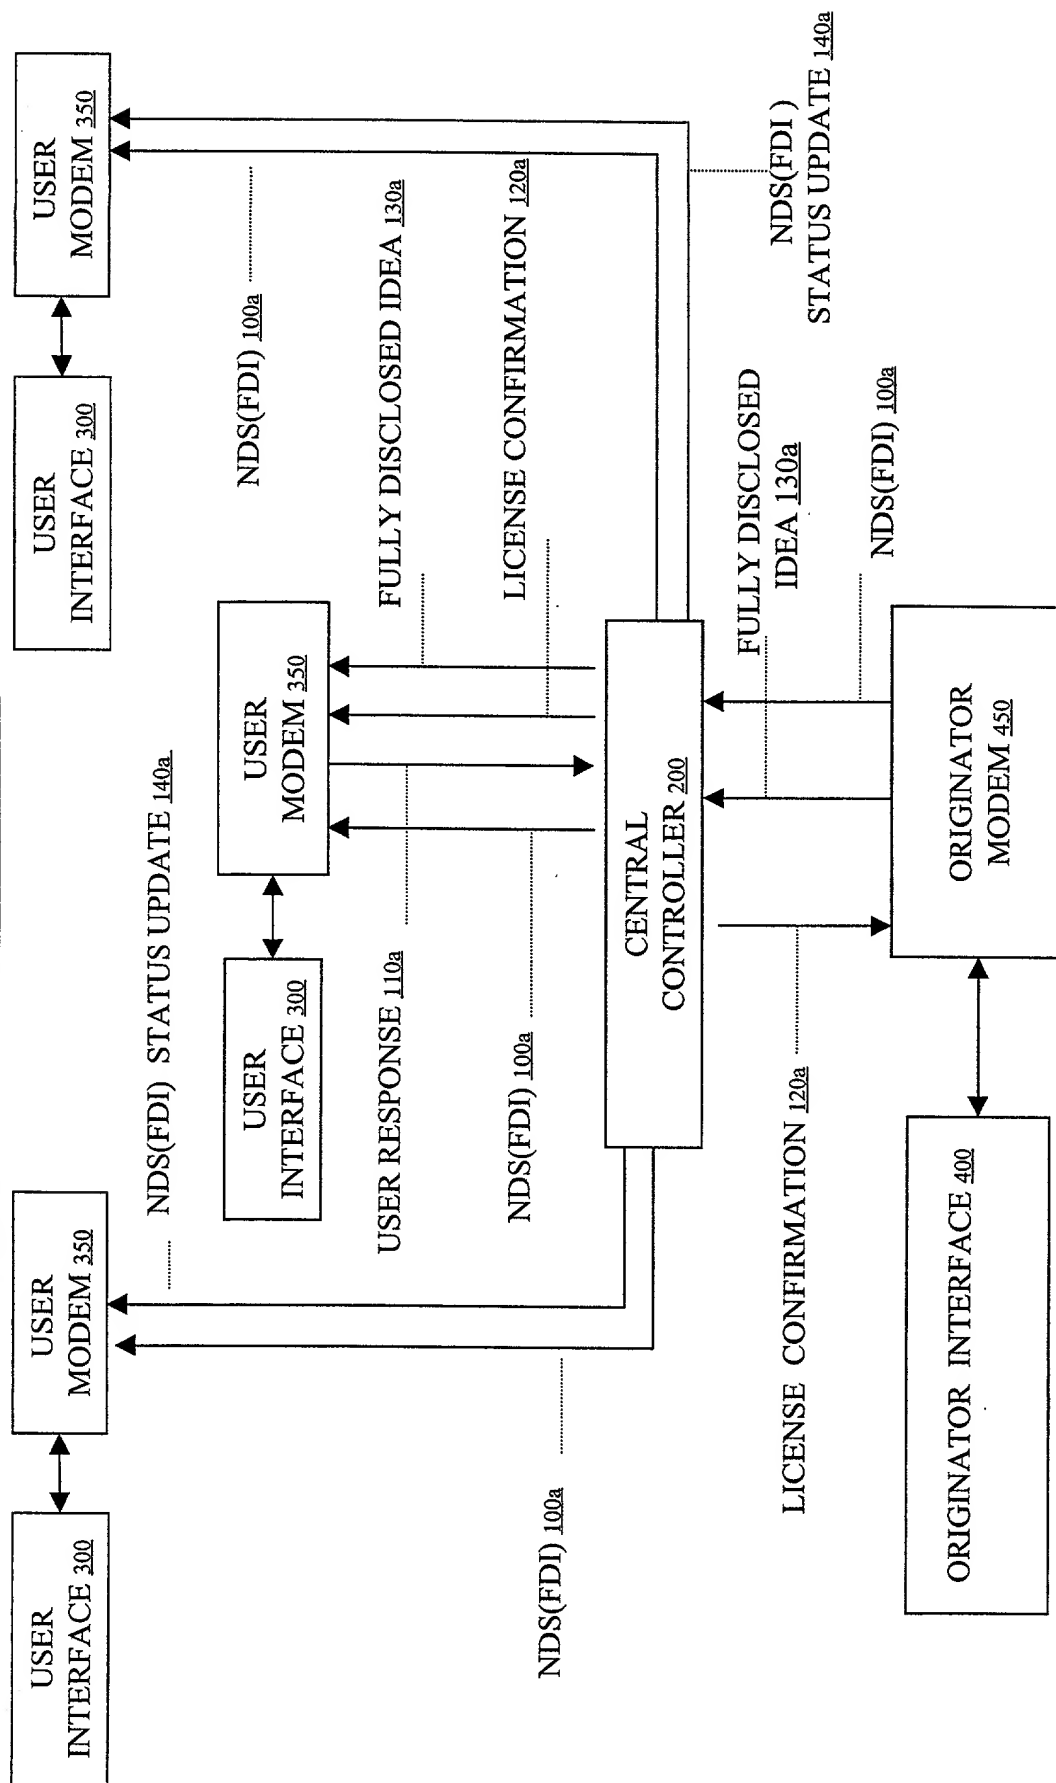 USER
INTERFACE 300
USER
MODEM 350
NDS(FDI) STATUS UPDATE 140a
USER
INTERFACE 300
USER
MODEM 350
USER
INTERFACE 300
USER
MODEM 350
NDS(FDI) 100a
USER RESPONSE 110a
NDS(FDI) 100a
FULLY DISCLOSED IDEA 130a
LICENSE CONFIRMATION 120a
NDS(FDI) 100a
CENTRAL
CONTROLLER 200
NDS(FDI )
STATUS UPDATE 140a
LICENSE CONFIRMATION 120a
FULLY DISCLOSED
IDEA 130a
NDS(FDI) 100a
ORIGINATOR INTERFACE 400
ORIGINATOR
MODEM 450